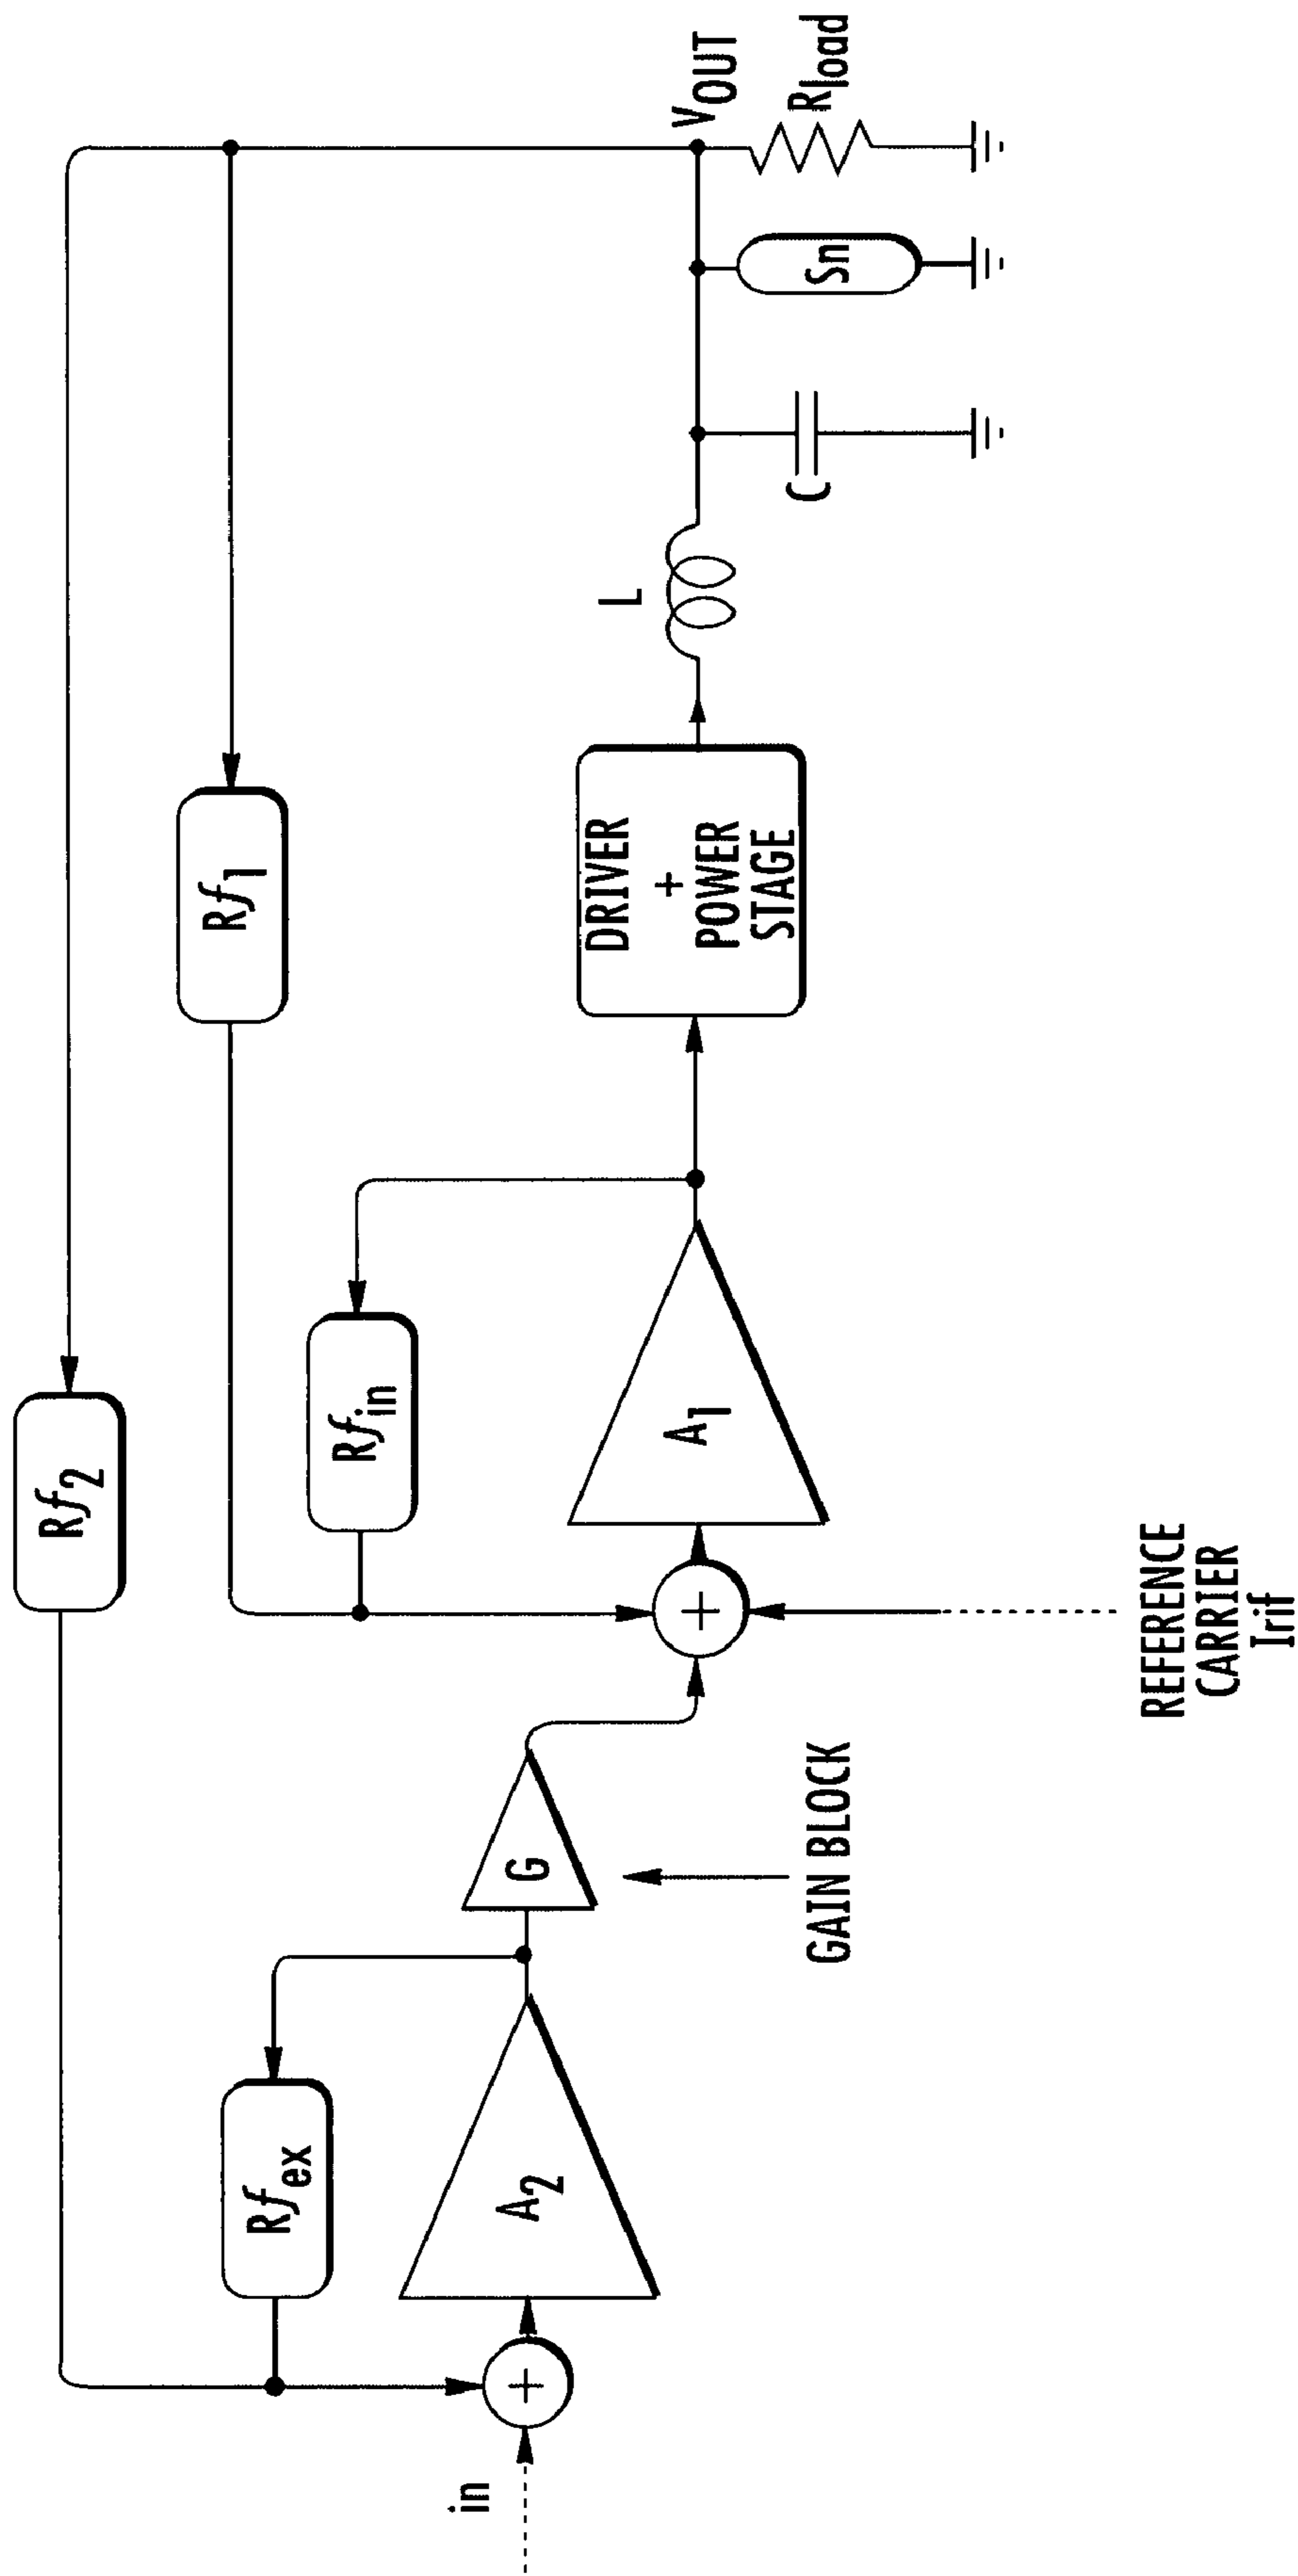 Rf2
Rf1
Rfex
Rfin
in
+
A2
G
GAIN BLOCK
+
A1
REFERENCE
CARRIER
Irif
DRIVER
+
POWER
STAGE
L
C
Sn
VOUT
Rload